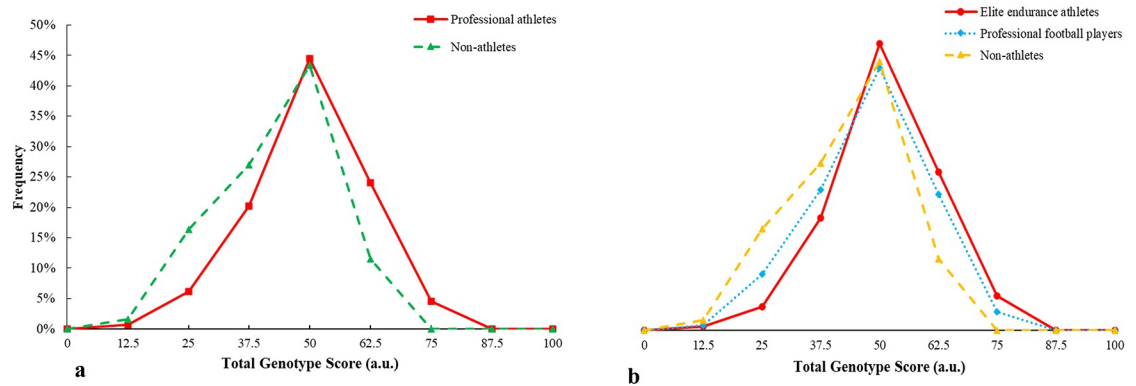 50%
45%
40%
35%
30%
25%
20%
15%
10%
5%
0%
Frequency
0 12.5 25 37.5 50 62.5 75 87.5 100
Total Genotype Score (a.u.)
a
Professional athletes
Non-athletes
Elite endurance athletes
Professional football players
Non-athletes
0 12.5 25 37.5 50 62.5 75 87.5 100
Total Genotype Score (a.u.)
b